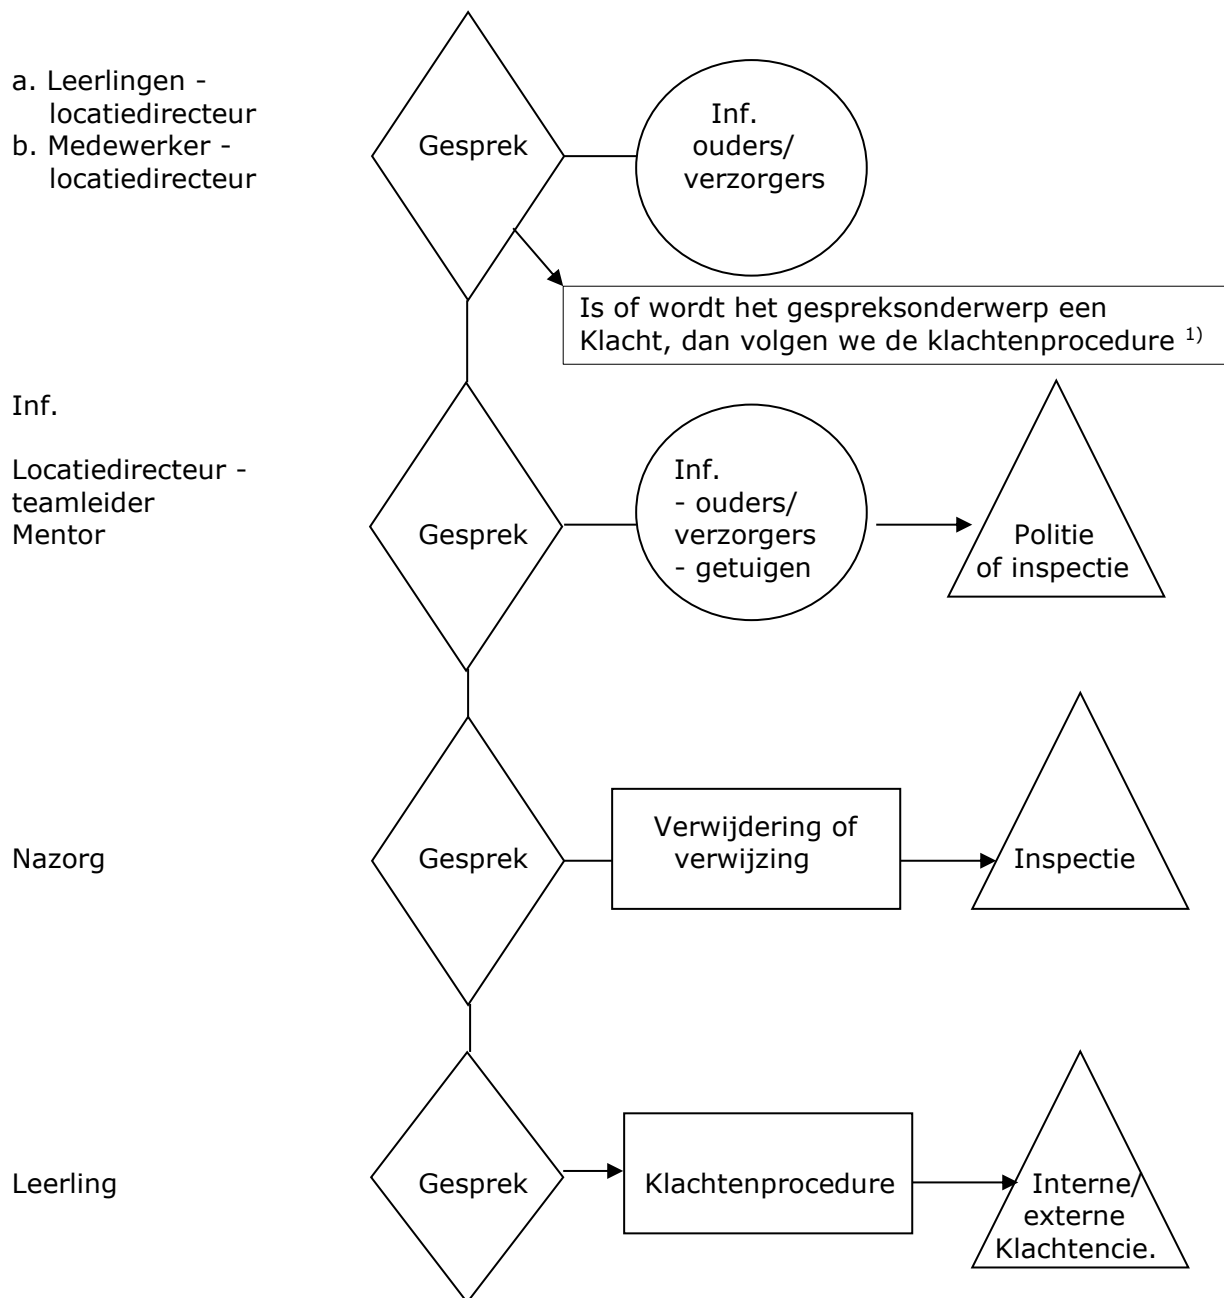 a. Leerlingen -
locatiedirecteur
b. Medewerker -
locatiedirecteur
Gesprek
Inf.
ouders/
verzorgers
Is of wordt het gespreksonderwerp een
Klacht, dan volgen we de klachtenprocedure 1)
Inf.
Locatiedirecteur -
teamleider
Mentor
Gesprek
Inf.
- ouders/
verzorgers
- getuigen
Politie
of inspectie
Nazorg
Gesprek
Verwijdering of
verwijzing
Inspectie
Leerling
Gesprek
Klachtenprocedure
Interne/
externe
Klachtencie.